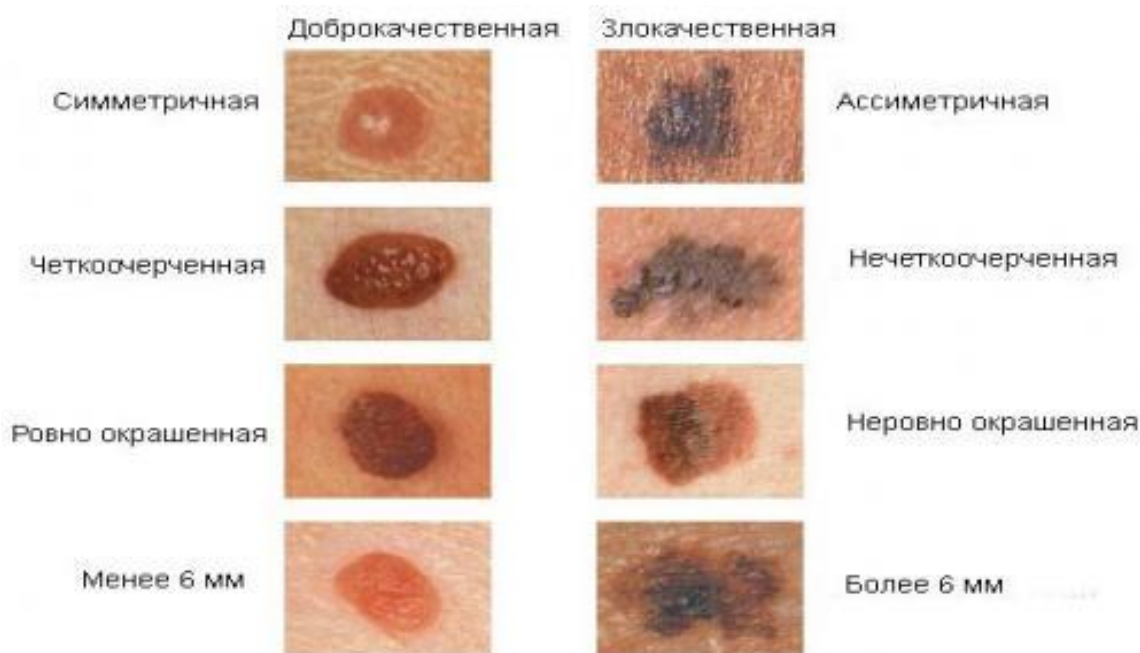 Доброкачественная Злокачественная
Симметричная Ассиметричная
Четкоочерченная Нечеткоочерченная
Ровно окрашенная Неровно окрашенная
Менее 6 мм Более 6 мм